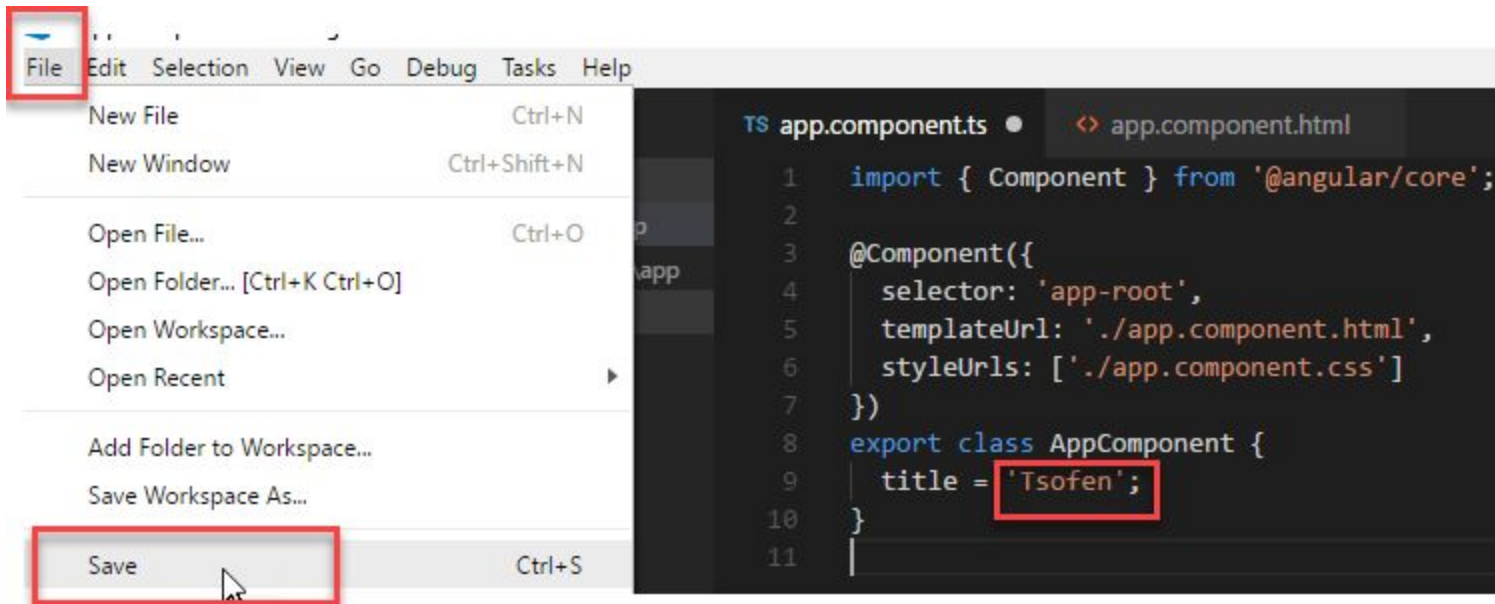 File Edit Selection View Go Debug Tasks Help
New File Ctrl+N
New Window Ctrl+Shift+N
Open File... Ctrl+O
Open Folder... [Ctrl+K Ctrl+O]
Open Workspace...
Open Recent
Add Folder to Workspace...
Save Workspace As...
Save Ctrl+S
p
\app
TS app.component.ts ● <> app.component.html
1 import { Component } from '@angular/core';
2
3 @Component({
4 selector: 'app-root',
5 templateUrl: './app.component.html',
6 styleUrls: ['./app.component.css']
7 })
8 export class AppComponent {
9 title = 'Tsofen';
10 }
11